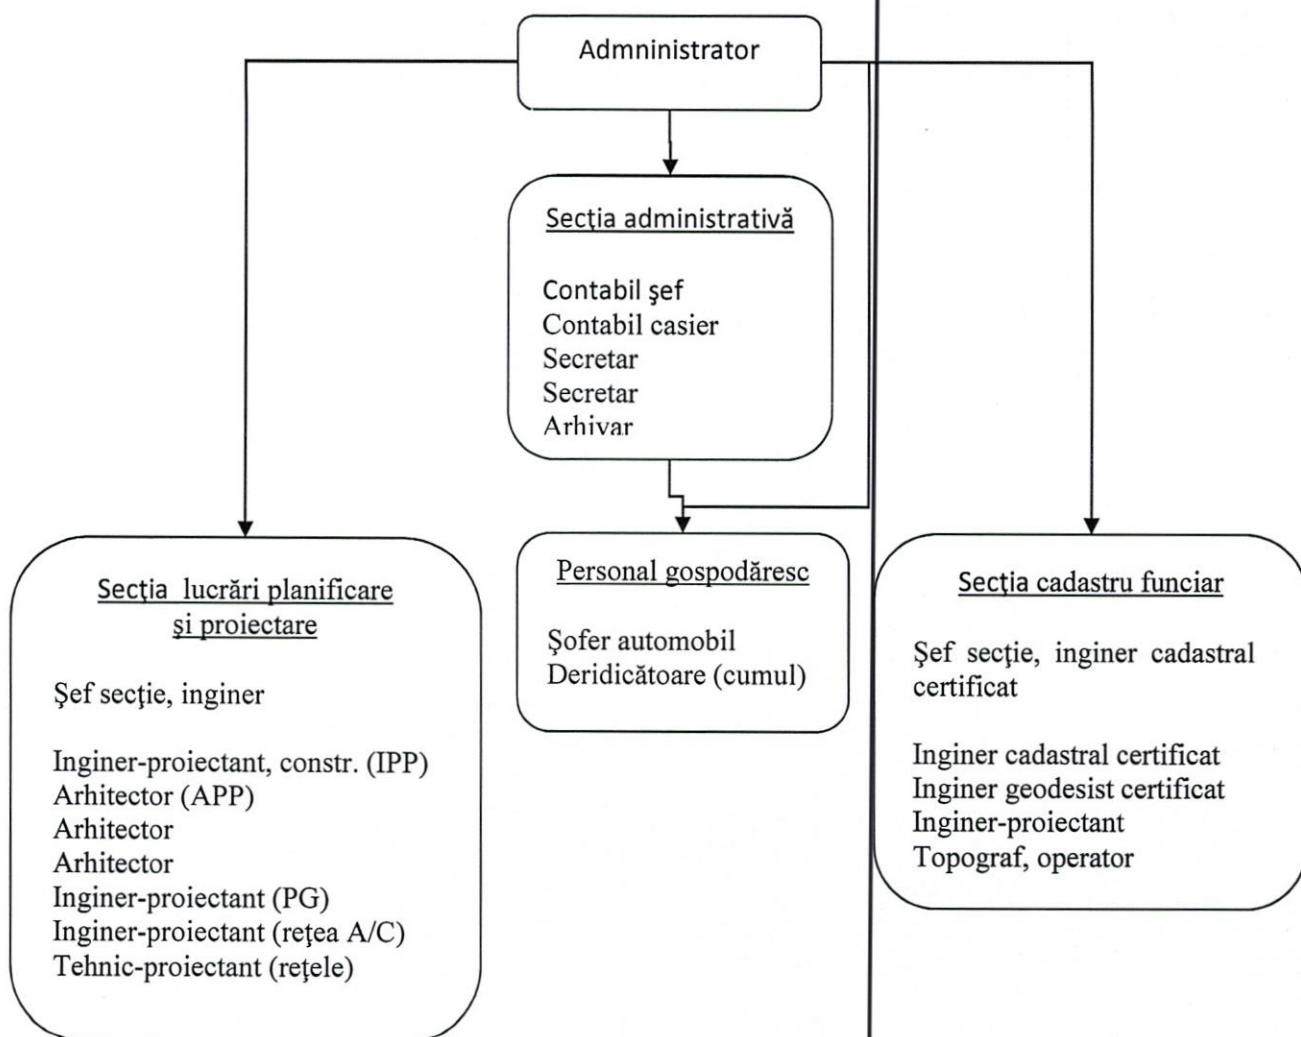 Admninistrator
Secţia administrativă
Contabil şef
Contabil casier
Secretar
Secretar
Arhivar
Secţia lucrări planificare
şi proiectare
Şef secţie, inginer
Inginer-proiectant, constr. (IPP)
Arhitector (APP)
Arhitector
Arhitector
Inginer-proiectant (PG)
Inginer-proiectant (reţea A/C)
Tehnic-proiectant (reţele)
Personal gospodăresc
Şofer automobil
Deridicătoare (cumul)
Secţia cadastru funciar
Şef secţie, inginer cadastral
certificat
Inginer cadastral certificat
Inginer geodesist certificat
Inginer-proiectant
Topograf, operator